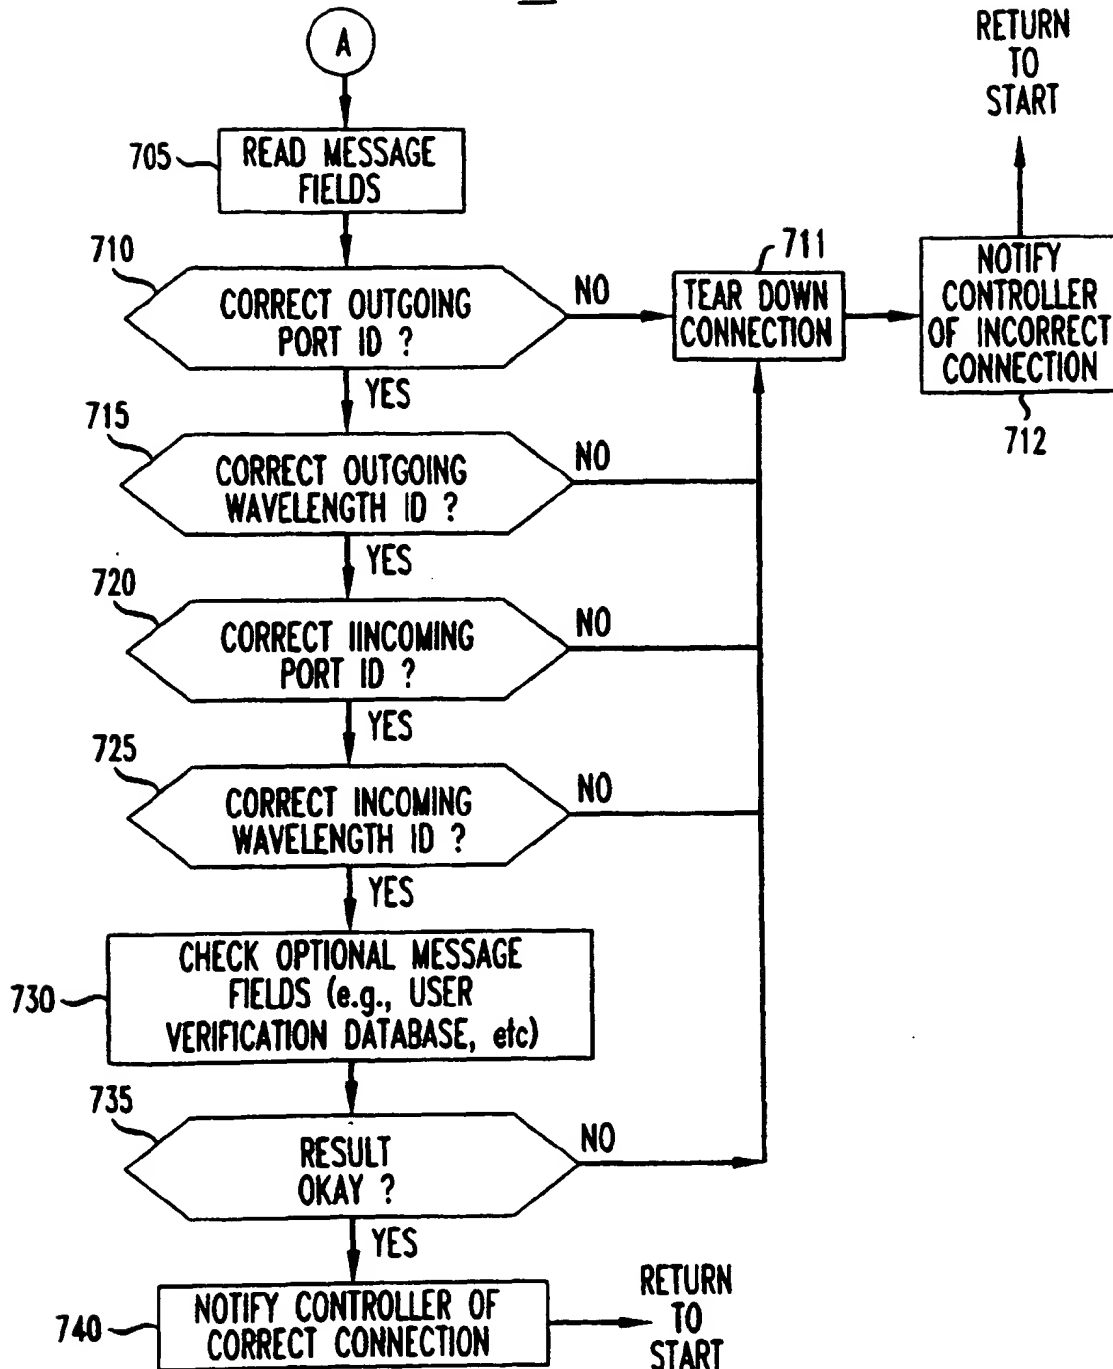 A
RETURN
TO
START
705
READ MESSAGE
FIELDS
710
CORRECT OUTGOING
PORT ID ?
NO
YES
711
TEAR DOWN
CONNECTION
NOTIFY
CONTROLLER
OF INCORRECT
CONNECTION
712
715
CORRECT OUTGOING
WAVELENGTH ID ?
NO
YES
720
CORRECT IINCOMING
PORT ID ?
NO
YES
725
CORRECT INCOMING
WAVELENGTH ID ?
NO
YES
730
CHECK OPTIONAL MESSAGE
FIELDS (e.g., USER
VERIFICATION DATABASE, etc)
735
RESULT
OKAY ?
NO
YES
740
NOTIFY CONTROLLER OF
CORRECT CONNECTION
RETURN
TO
START